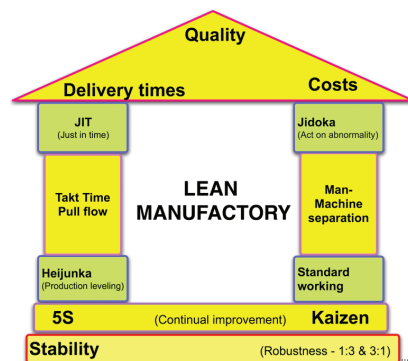 Quality
Delivery times
Costs
JIT
(Just in time)
Jidoka
(Act on abnormality)
Takt Time
Pull flow
LEAN
MANUFACTORY
Man-
Machine
separation
Heijunka
(Production leveling)
Standard
working
5S (Continual improvement) Kaizen
Stability (Robustness - 1:3 & 3:1)